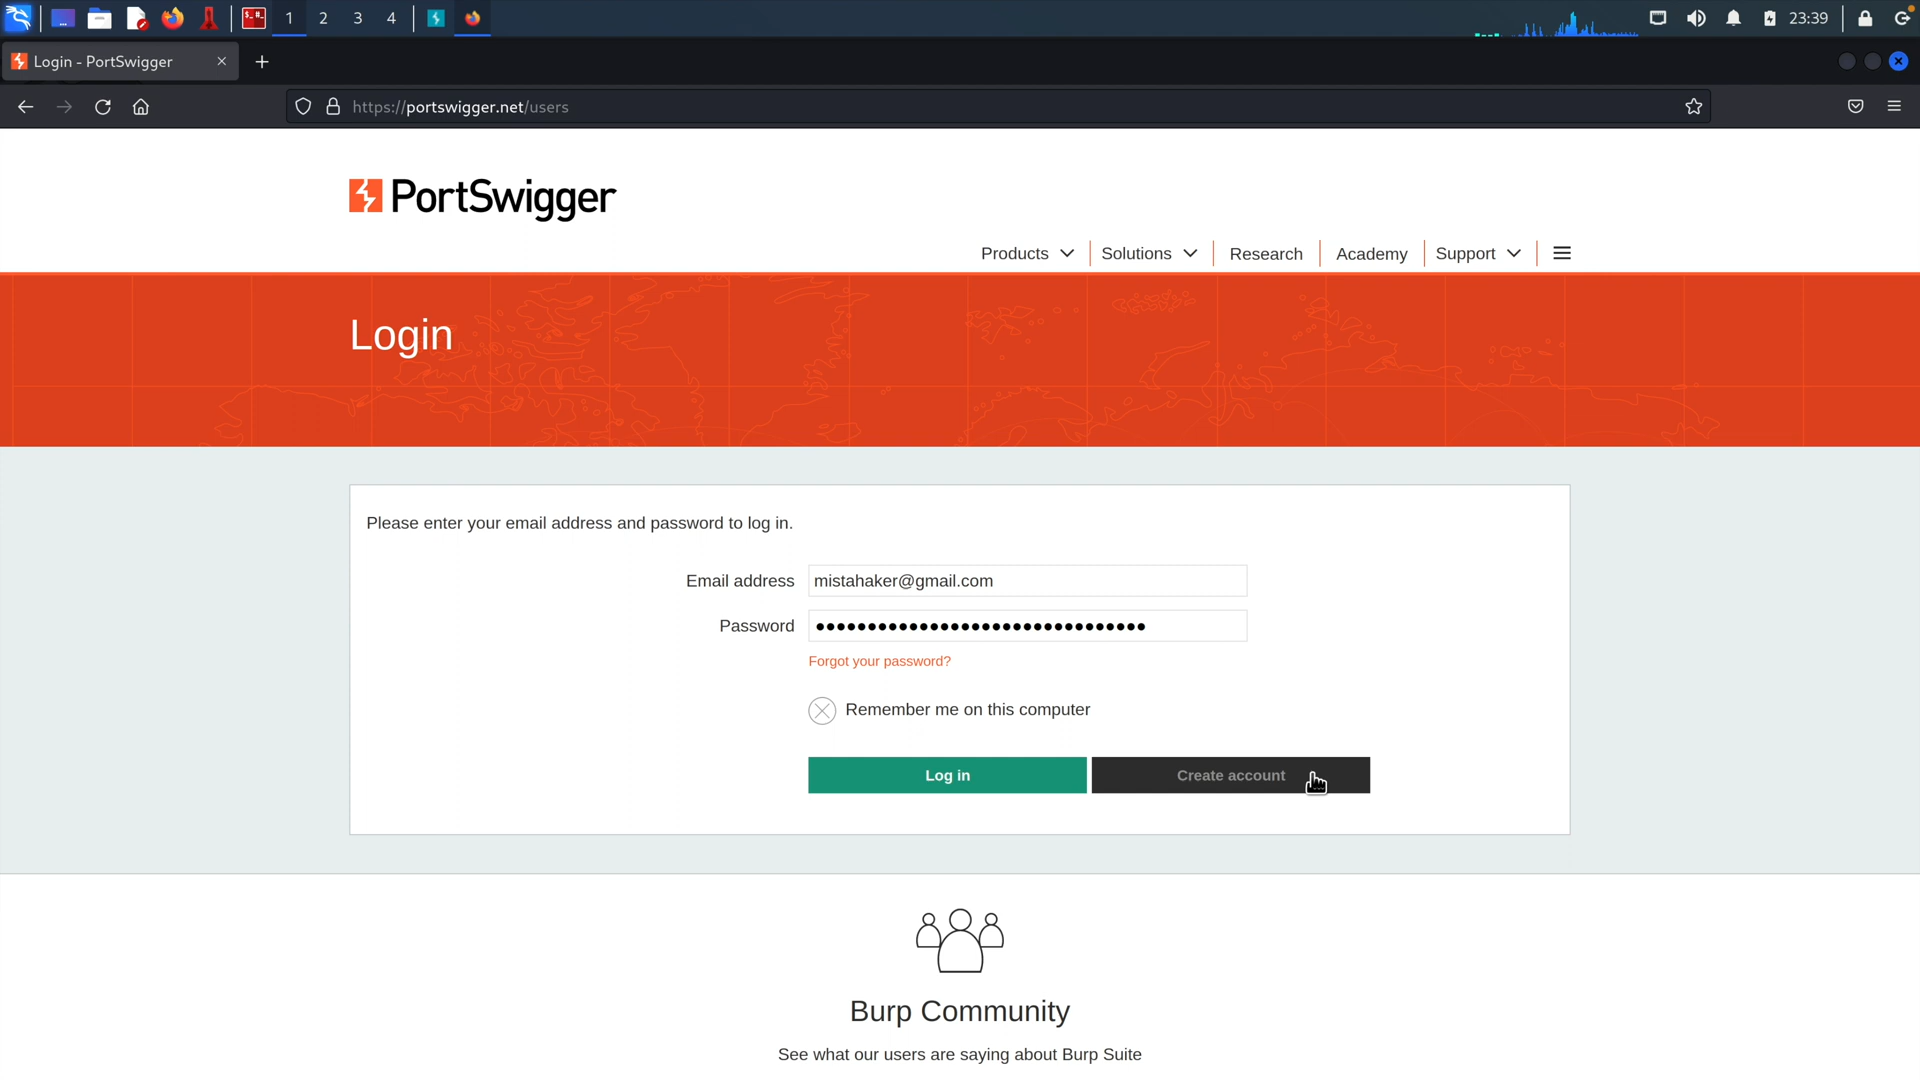 1 2 3 4 23:39
Login - PortSwigger
https://portswigger.net/users
PortSwigger
Products Solutions Research Academy Support
Login
Please enter your email address and password to log in.
Email address mistahaker@gmail.com
Password
Forgot your password?
Remember me on this computer
Log in Create account
Burp Community
See what our users are saying about Burp Suite